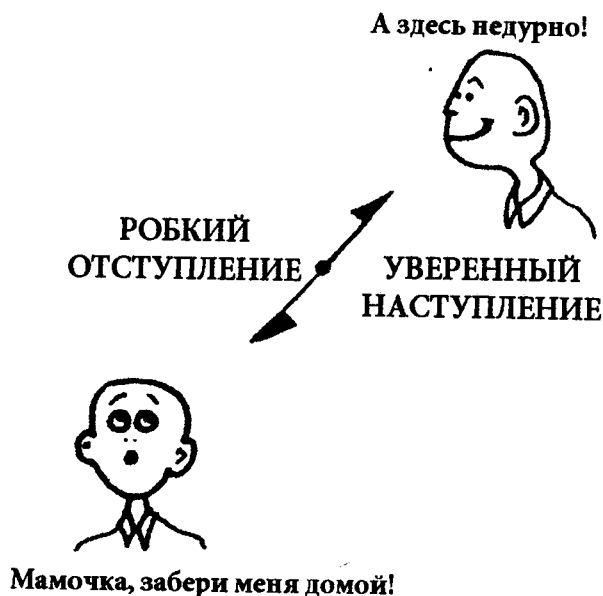 А здесь недурно!
РОБКИЙ
ОТСТУПЛЕНИЕ
УВЕРЕННЫЙ
НАСТУПЛЕНИЕ
Мамочка, забери меня домой!